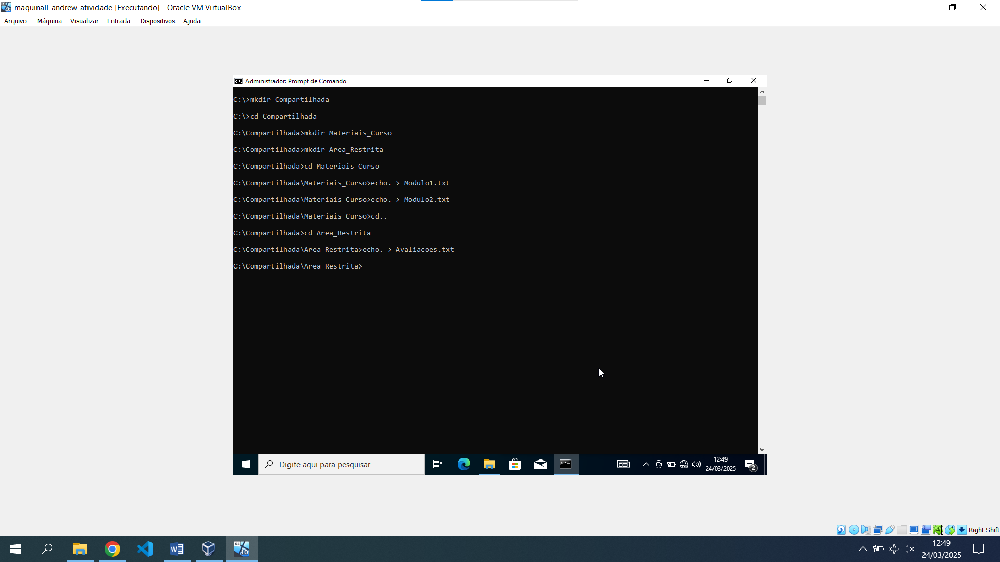 maquinaII_andrew_atividade [Executando] - Oracle VM VirtualBox
Arquivo Máquina Visualizar Entrada Dispositivos Ajuda
Administrador: Prompt de Comando
C:\>mkdir Compartilhada
C:\>cd Compartilhada
C:\Compartilhada>mkdir Materiais_Curso
C:\Compartilhada>mkdir Area_Restrita
C:\Compartilhada>cd Materiais_Curso
C:\Compartilhada\Materiais_Curso>echo. > Modulo1.txt
C:\Compartilhada\Materiais_Curso>echo. > Modulo2.txt
C:\Compartilhada\Materiais_Curso>cd..
C:\Compartilhada>cd Area_Restrita
C:\Compartilhada\Area_Restrita>echo. > Avaliacoes.txt
C:\Compartilhada\Area_Restrita>
Digite aqui para pesquisar
12:49
24/03/2025
2
Right Shift
12:49
24/03/2025